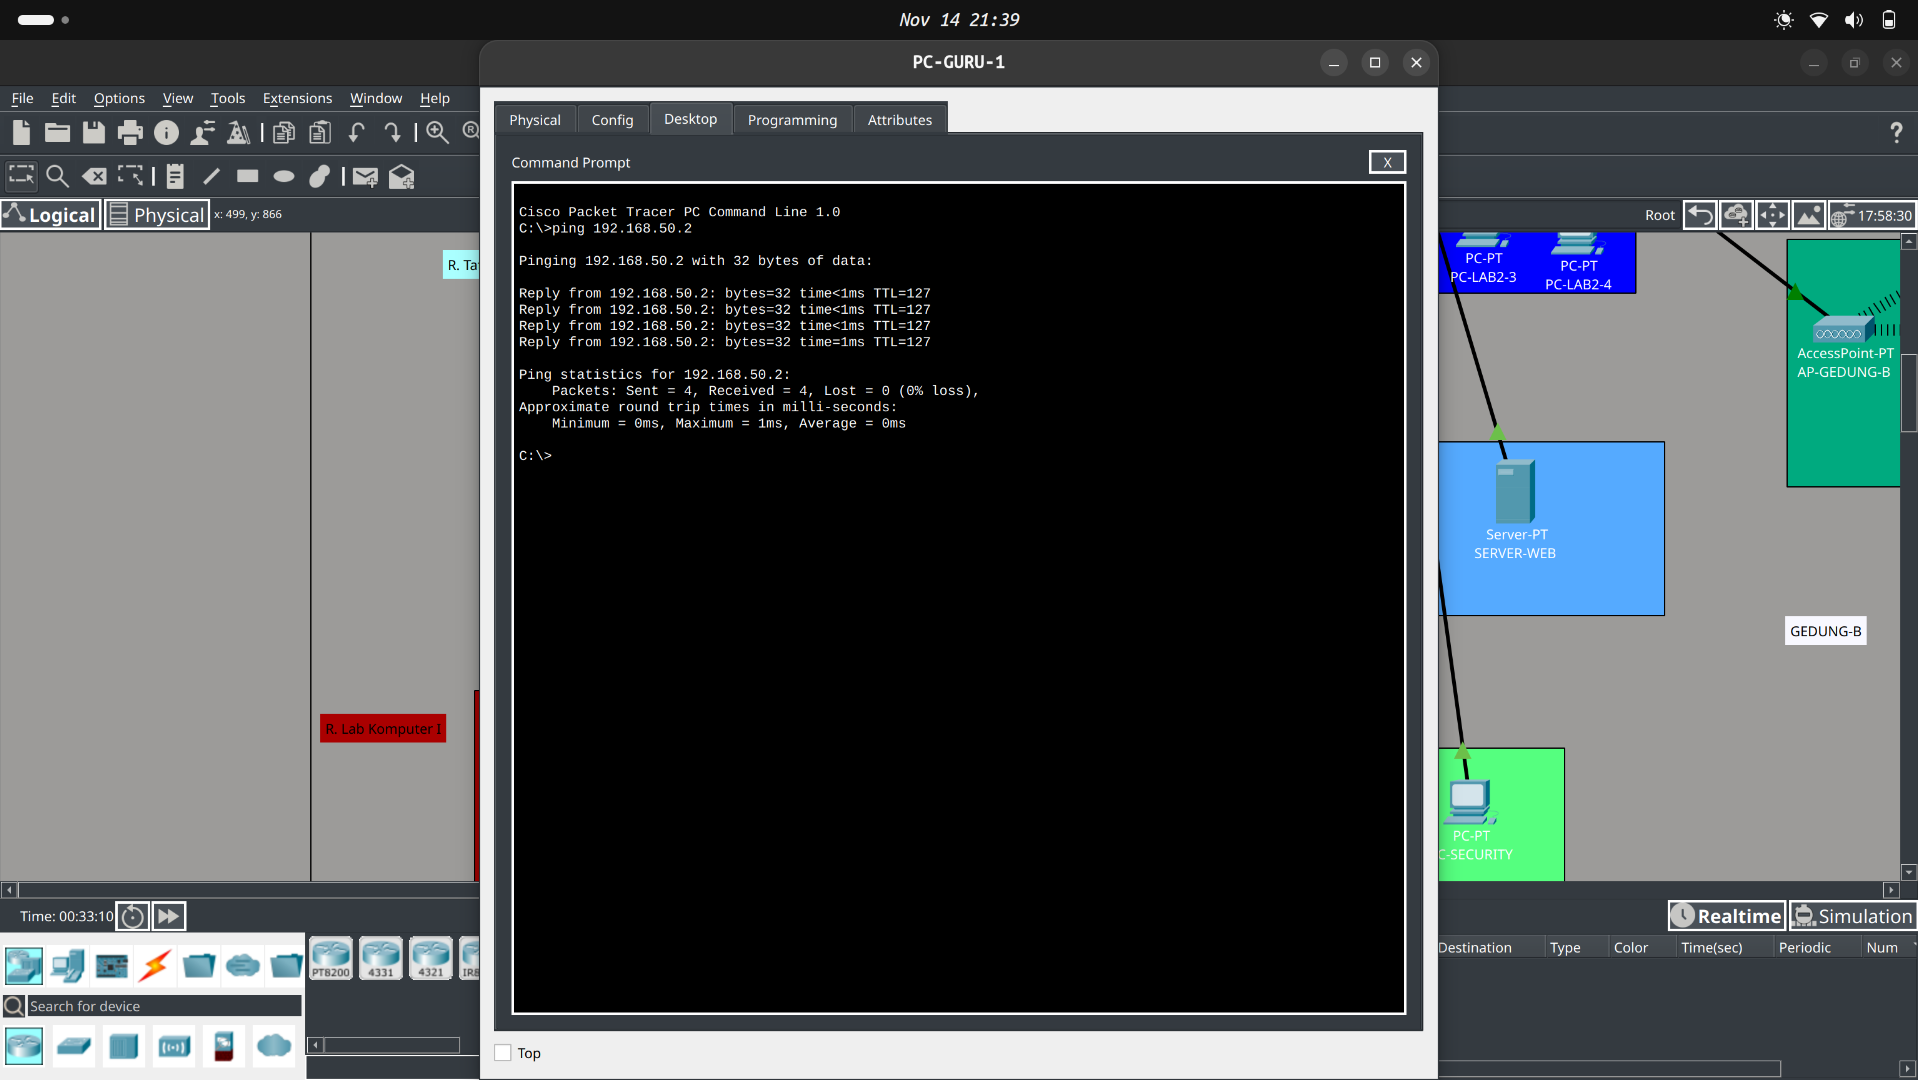 Nov 14 21:39
PC-GURU-1
File Edit Options View Tools Extensions Window Help
Physical Config Desktop Programming Attributes
?
Command Prompt
X
Logical Physical x: 499, y: 866
Root 17:58:30
Cisco Packet Tracer PC Command Line 1.0
C:\>ping 192.168.50.2
Pinging 192.168.50.2 with 32 bytes of data:
Reply from 192.168.50.2: bytes=32 time<1ms TTL=127
Reply from 192.168.50.2: bytes=32 time<1ms TTL=127
Reply from 192.168.50.2: bytes=32 time<1ms TTL=127
Reply from 192.168.50.2: bytes=32 time=1ms TTL=127
Ping statistics for 192.168.50.2:
Packets: Sent = 4, Received = 4, Lost = 0 (0% loss),
Approximate round trip times in milli-seconds:
Minimum = 0ms, Maximum = 1ms, Average = 0ms
C:\>
R. Ta
R. Lab Komputer I
PC-PT
PC-LAB2-3
PC-PT
PC-LAB2-4
AccessPoint-PT
AP-GEDUNG-B
Server-PT
SERVER-WEB
GEDUNG-B
PC-PT
C-SECURITY
Time: 00:33:10
Realtime Simulation
PT8200 4331 4321 IR8
Destination Type Color Time(sec) Periodic Num
Search for device
Top